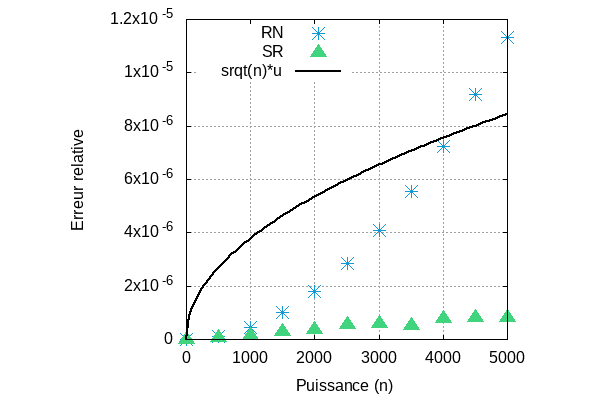 1.2x10 -5
1x10 -5
8x10 -6
6x10 -6
4x10 -6
2x10 -6
0
Erreur relative
RN
SR
srqt(n)*u
0 1000 2000 3000 4000 5000
Puissance (n)